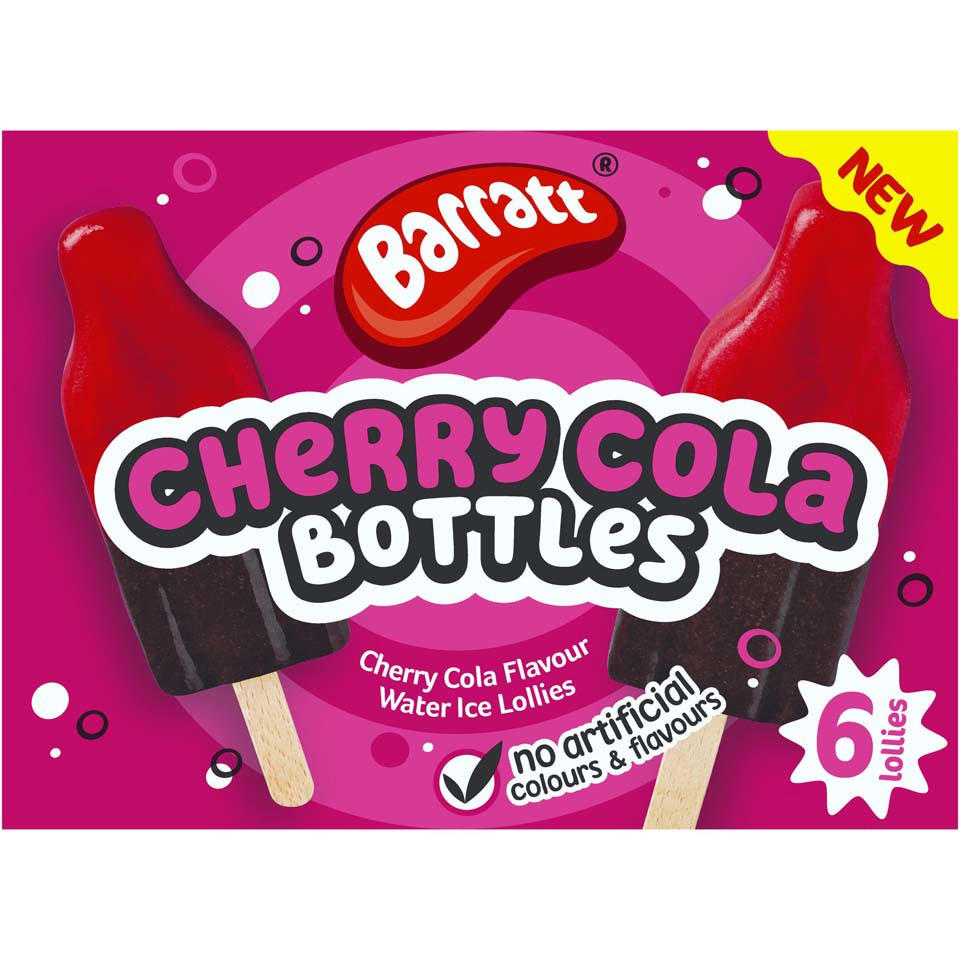 Barratt®
NEW
CHeRRY COLa
BOTTLeS
Cherry Cola Flavour
Water Ice Lollies
no artificial
colours & flavours
6
lollies